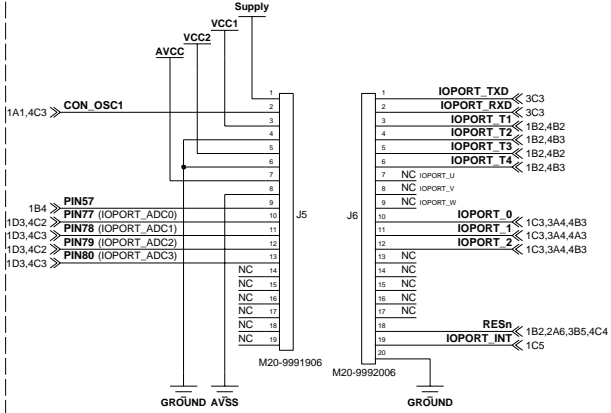 Supply
VCC1
VCC2
AVCC
1A1,4C3 CON_OSC1
1B4 PIN57
1D3,4C2 PIN77 (IOPORT_ADC0)
1D3,4C3 PIN78 (IOPORT_ADC1)
1D3,4C2 PIN79 (IOPORT_ADC2)
1D3,4C3 PIN80 (IOPORT_ADC3)
1
2
3
4
5
6
7
8
9
10
11
12
13
NC 14
NC 15
NC 16
NC 17
NC 18
NC 19
J5
M20-9991906
GROUND AVSS
J6
1 IOPORT_TXD 3C3
2 IOPORT_RXD 3C3
3 IOPORT_T1 1B2,4B2
4 IOPORT_T2 1B2,4B3
5 IOPORT_T3 1B2,4B2
6 IOPORT_T4 1B2,4B3
7 NC IOPORT_U
8 NC IOPORT_V
9 NC IOPORT_W
10 IOPORT_0 1C3,3A4,4B3
11 IOPORT_1 1C3,3A4,4A3
12 IOPORT_2 1C3,3A4,4B3
13 NC
14 NC
15 NC
16 NC
17 NC
18 RESn 1B2,2A6,3B5,4C4
19 IOPORT_INT 1C5
20
M20-9992006
GROUND